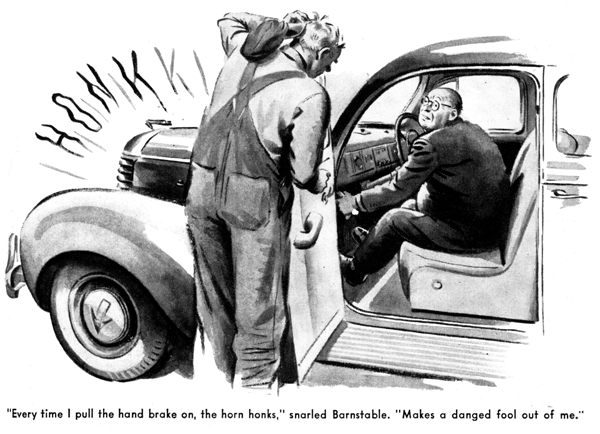 HONK K
K
"Every time I pull the hand brake on, the horn honks," snarled Barnstable. "Makes a danged fool out of me."